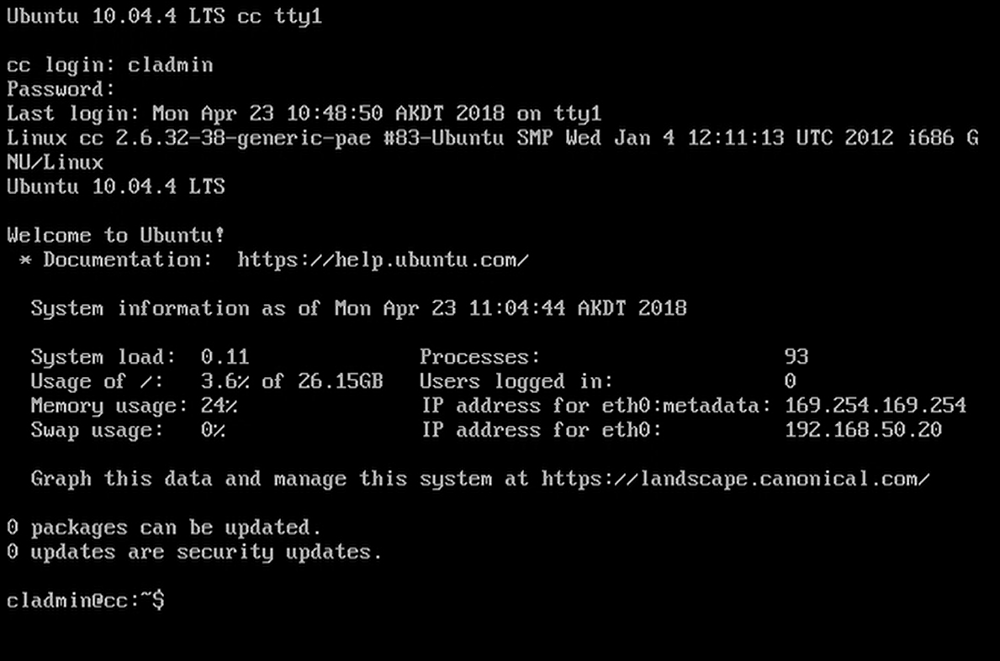 Ubuntu 10.04.4 LTS cc tty1
cc login: cladmin
Password:
Last login: Mon Apr 23 10:48:50 AKDT 2018 on tty1
Linux cc 2.6.32-38-generic-pae #83-Ubuntu SMP Wed Jan 4 12:11:13 UTC 2012 i686 G
NU/Linux
Ubuntu 10.04.4 LTS
Welcome to Ubuntu!
 * Documentation:  https://help.ubuntu.com/
  System information as of Mon Apr 23 11:04:44 AKDT 2018
  System load:  0.11              Processes:                    93
  Usage of /:   3.6% of 26.15GB   Users logged in:              0
  Memory usage: 24%               IP address for eth0:metadata: 169.254.169.254
  Swap usage:   0%                IP address for eth0:          192.168.50.20
  Graph this data and manage this system at https://landscape.canonical.com/
0 packages can be updated.
0 updates are security updates.
cladmin@cc:~$